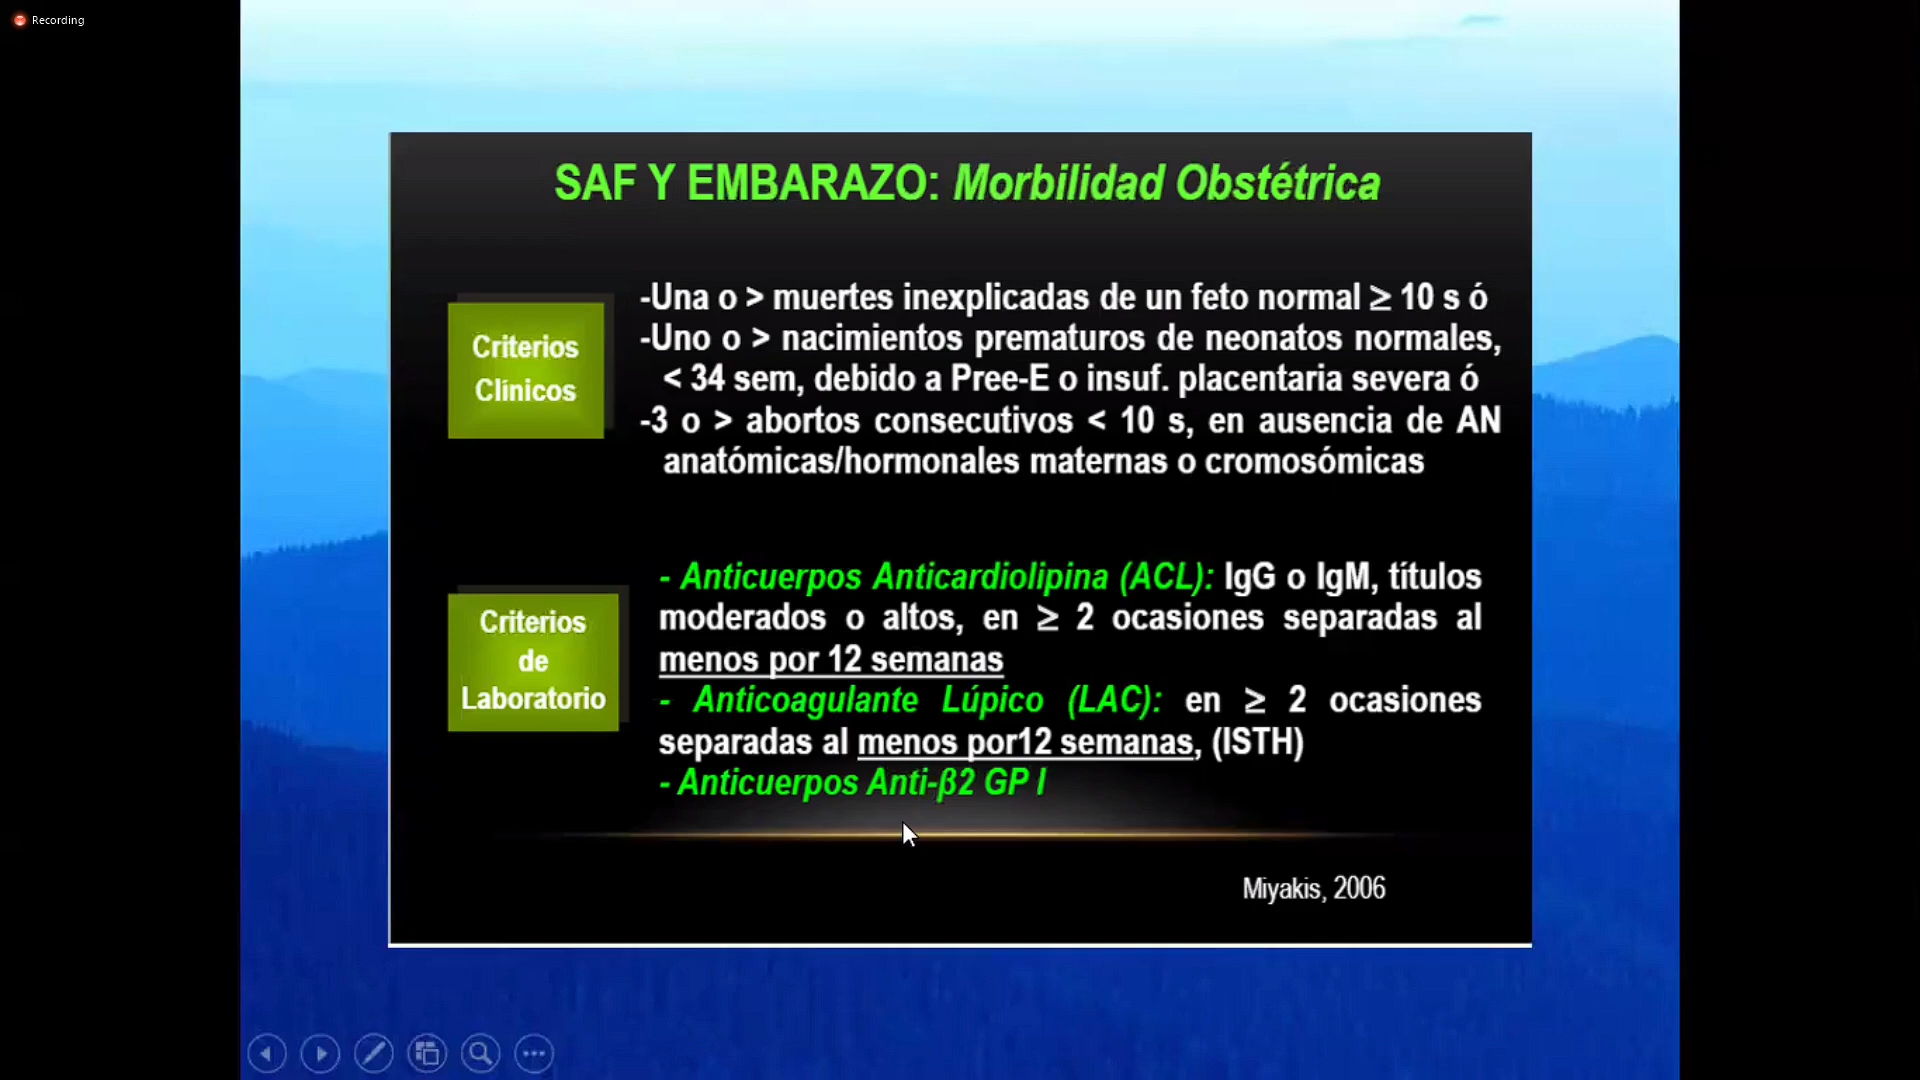 Recording
SAF Y EMBARAZO: Morbilidad Obstétrica
Criterios
Clínicos
-Una o > muertes inexplicadas de un feto normal ≥ 10 s ó
-Uno o > nacimientos prematuros de neonatos normales,
< 34 sem, debido a Pree-E o insuf. placentaria severa ó
-3 o > abortos consecutivos < 10 s, en ausencia de AN
anatómicas/hormonales maternas o cromosómicas
Criterios
de
Laboratorio
- Anticuerpos Anticardiolipina (ACL): IgG o IgM, títulos
moderados o altos, en ≥ 2 ocasiones separadas al
menos por 12 semanas
- Anticoagulante Lúpico (LAC): en ≥ 2 ocasiones
separadas al menos por12 semanas, (ISTH)
- Anticuerpos Anti-β2 GP I
Miyakis, 2006